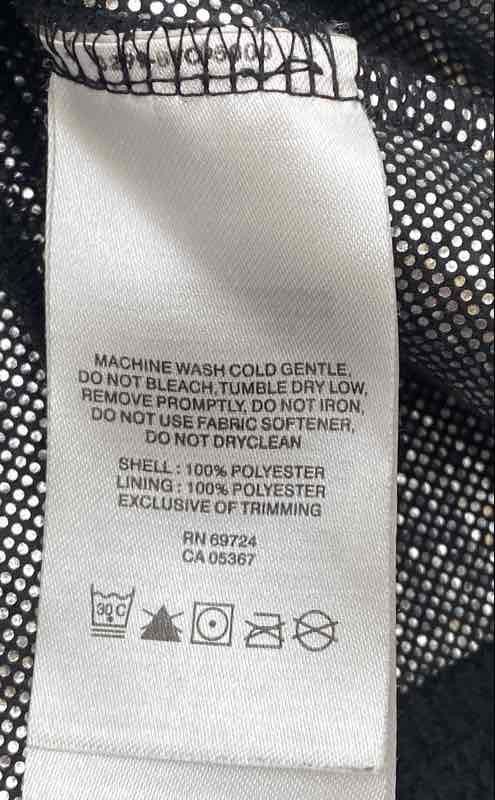 MACHINE WASH COLD GENTLE,
DO NOT BLEACH,TUMBLE DRY LOW,
REMOVE PROMPTLY, DO NOT IRON,
DO NOT USE FABRIC SOFTENER,
DO NOT DRYCLEAN
SHELL : 100% POLYESTER
LINING : 100% POLYESTER
EXCLUSIVE OF TRIMMING
RN 69724
CA 05367
30 C